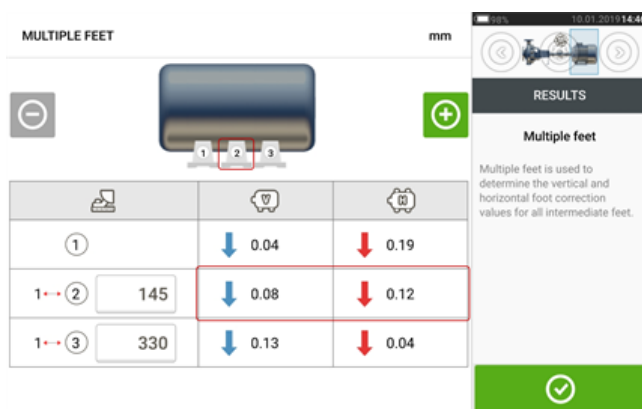 MULTIPLE FEET mm
1 2 3
V H
1 0.04 0.19
1 2 145 0.08 0.12
1 3 330 0.13 0.04
98% 10.01.2019 14:46
RESULTS
Multiple feet
Multiple feet is used to
determine the vertical and
horizontal foot correction
values for all intermediate feet.